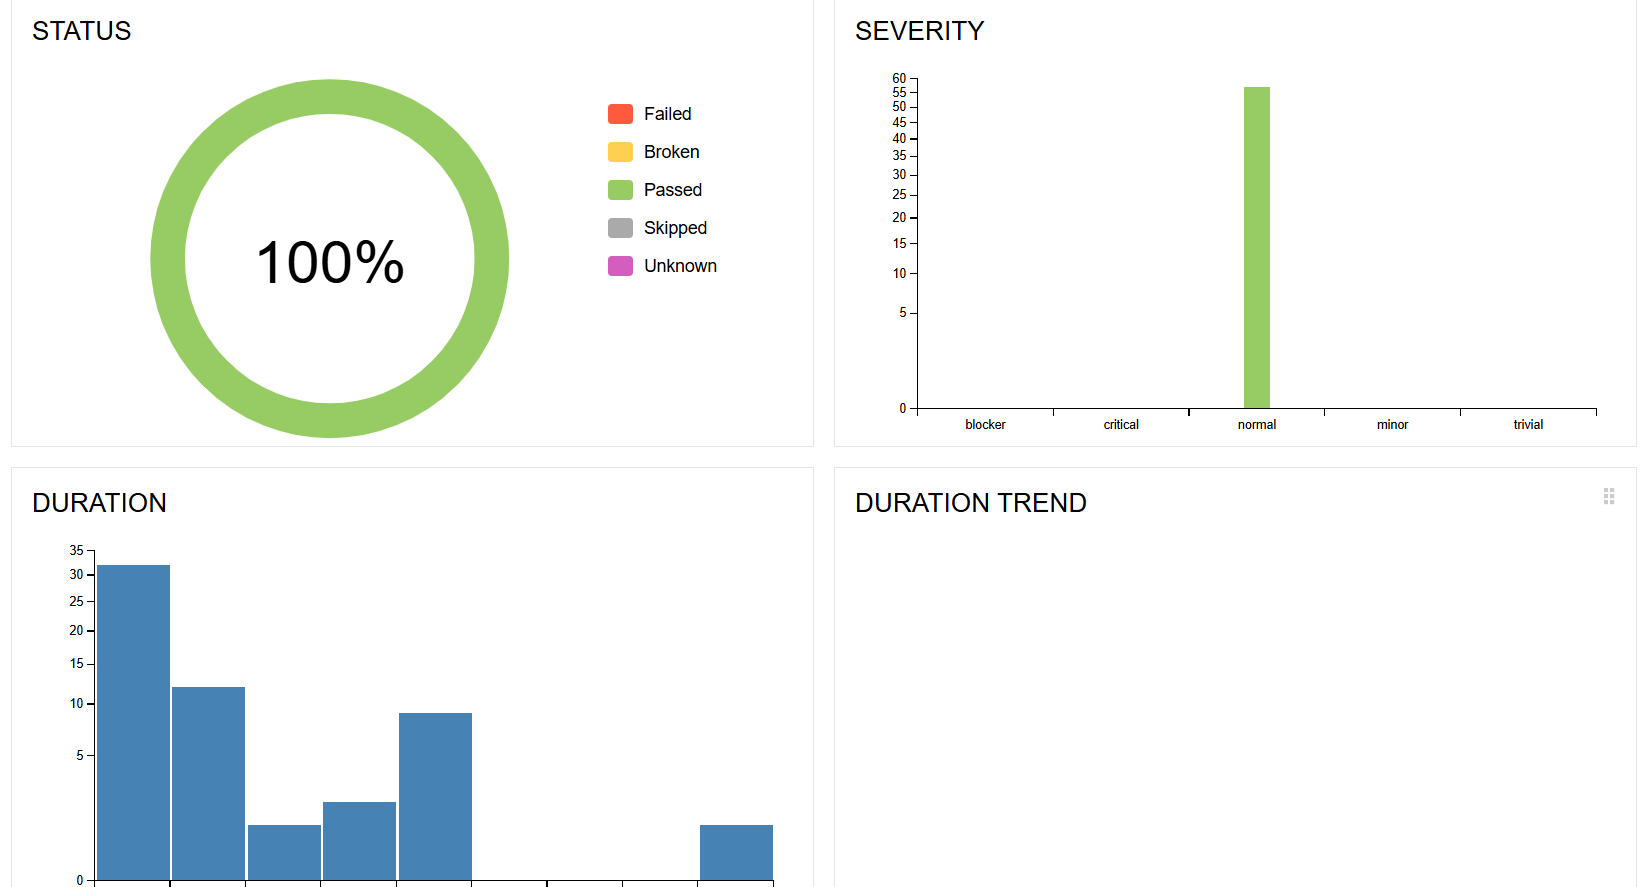 STATUS
100%
Failed
Broken
Passed
Skipped
Unknown
SEVERITY
60
55
50
45
40
35
30
25
20
15
10
5
0
blocker critical normal minor trivial
DURATION
35
30
25
20
15
10
5
0
DURATION TREND